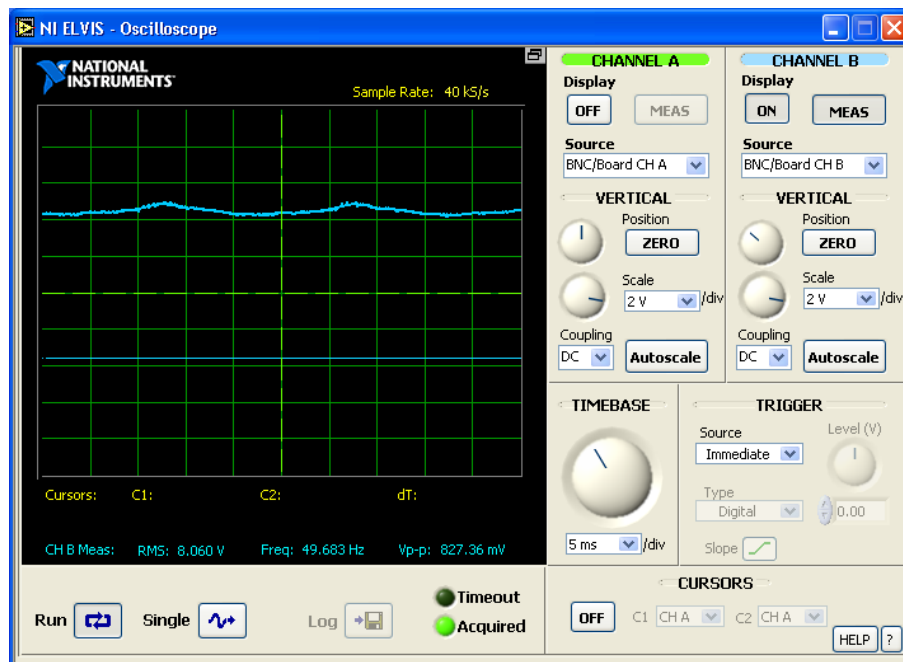 NI ELVIS - Oscilloscope
NATIONAL
INSTRUMENTS™
Sample Rate: 40 kS/s
Cursors: C1: C2: dT:
CH B Meas: RMS: 8.060 V Freq: 49.683 Hz Vp-p: 827.36 mV
Run Single Log
Timeout
Acquired
CHANNEL A
Display
OFF MEAS
Source
BNC/Board CH A
VERTICAL
Position
ZERO
Scale
2 V /div
Coupling
DC Autoscale
CHANNEL B
Display
ON MEAS
Source
BNC/Board CH B
VERTICAL
Position
ZERO
Scale
2 V /div
Coupling
DC Autoscale
TIMEBASE
5 ms /div
TRIGGER
Source Level (V)
Immediate
Type
Digital 0.00
Slope
CURSORS
OFF C1 CH A C2 CH A
HELP ?